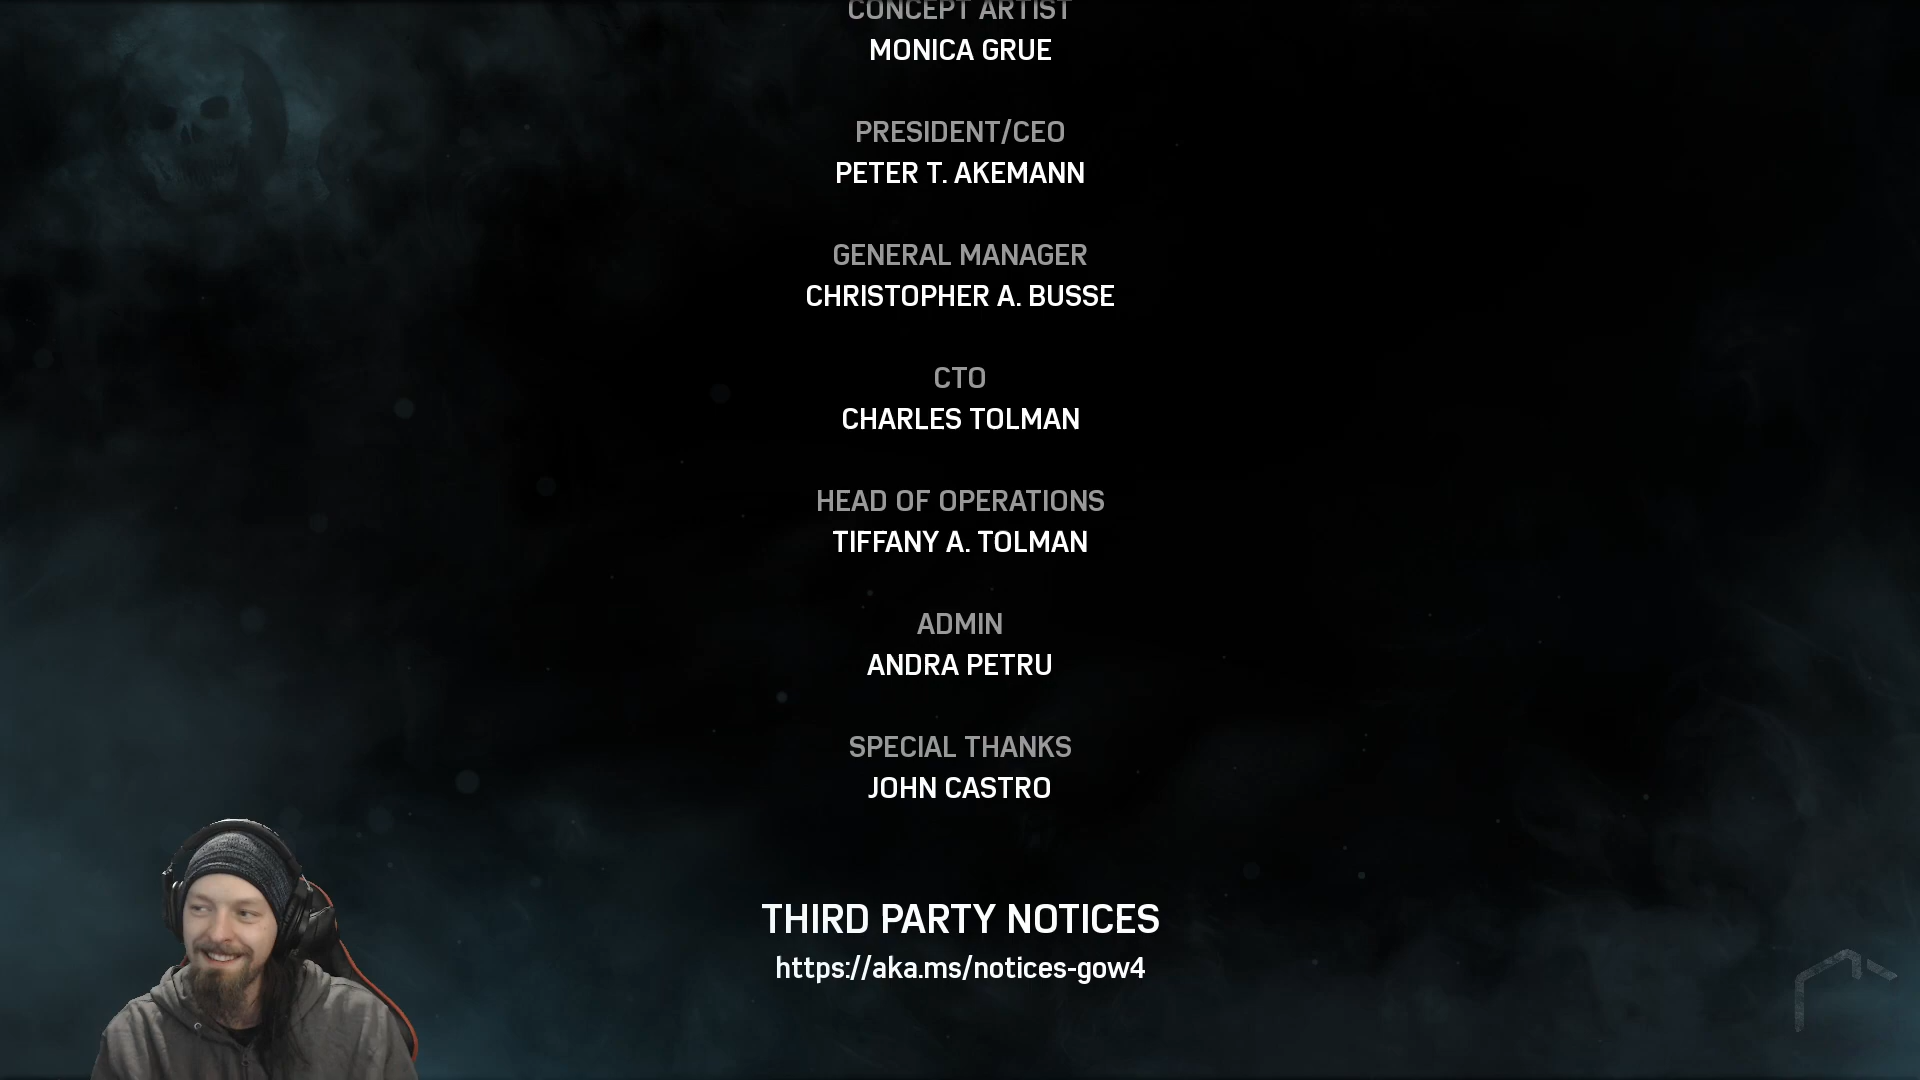 CONCEPT ARTIST
MONICA GRUE
PRESIDENT/CEO
PETER T. AKEMANN
GENERAL MANAGER
CHRISTOPHER A. BUSSE
CTO
CHARLES TOLMAN
HEAD OF OPERATIONS
TIFFANY A. TOLMAN
ADMIN
ANDRA PETRU
SPECIAL THANKS
JOHN CASTRO
THIRD PARTY NOTICES
https://aka.ms/notices-gow4